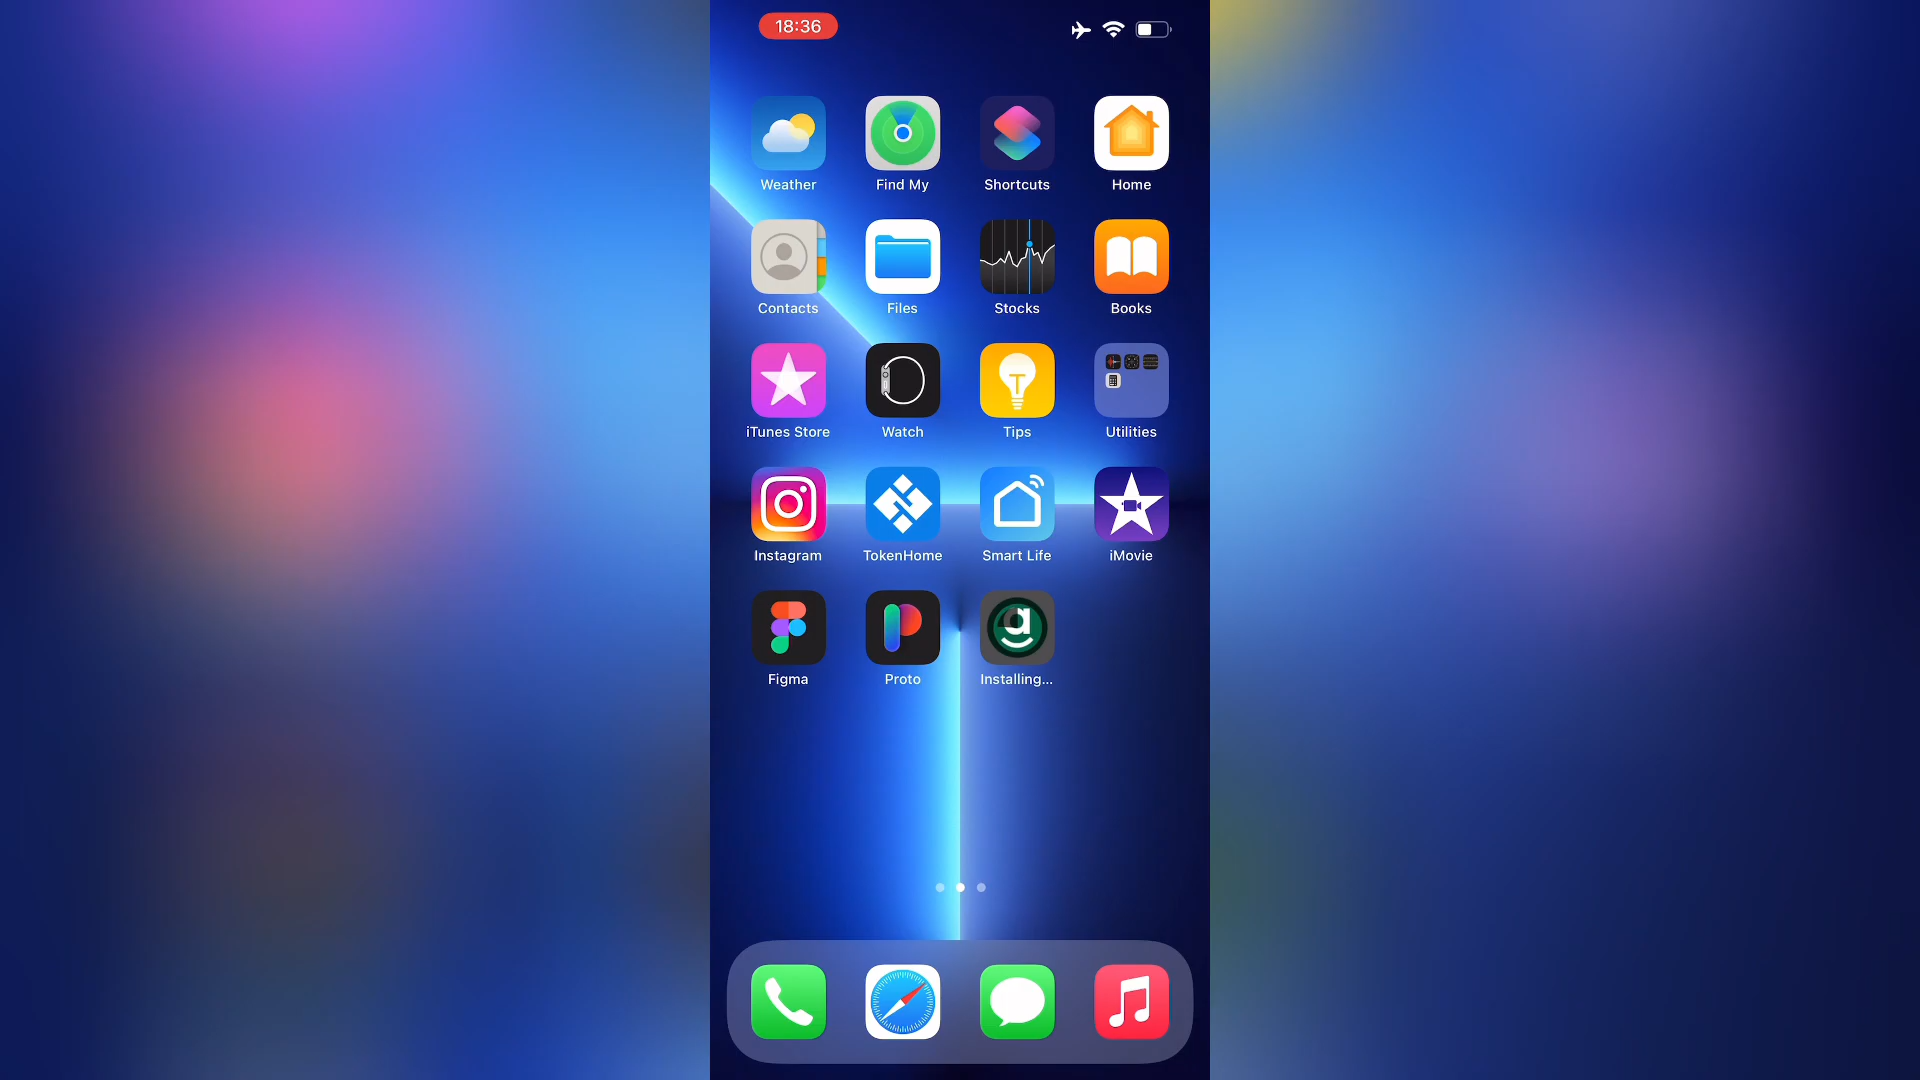 18:36
Weather Find My Shortcuts Home
Contacts Files Stocks Books
iTunes Store Watch Tips Utilities
Instagram TokenHome Smart Life iMovie
Figma Proto Installing...